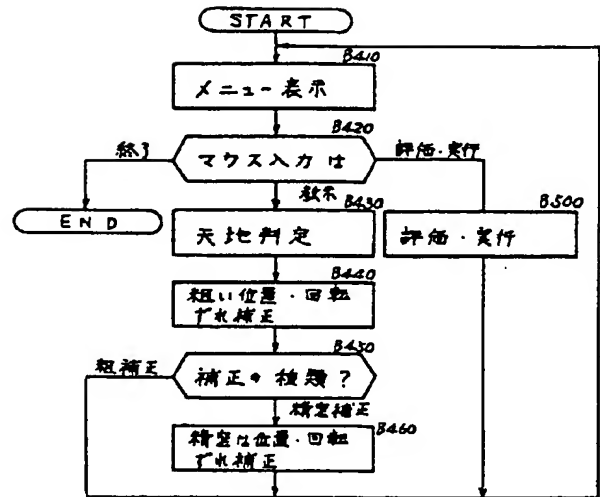 START
B410
メニュー表示
B420
終了
マウス入力は
評価・実行
教示
B430
END
天地判定
B500
評価・実行
B440
粗い位置・回転
ずれ補正
B450
粗補正
補正の種類?
精密補正
B460
精密な位置・回転
ずれ補正